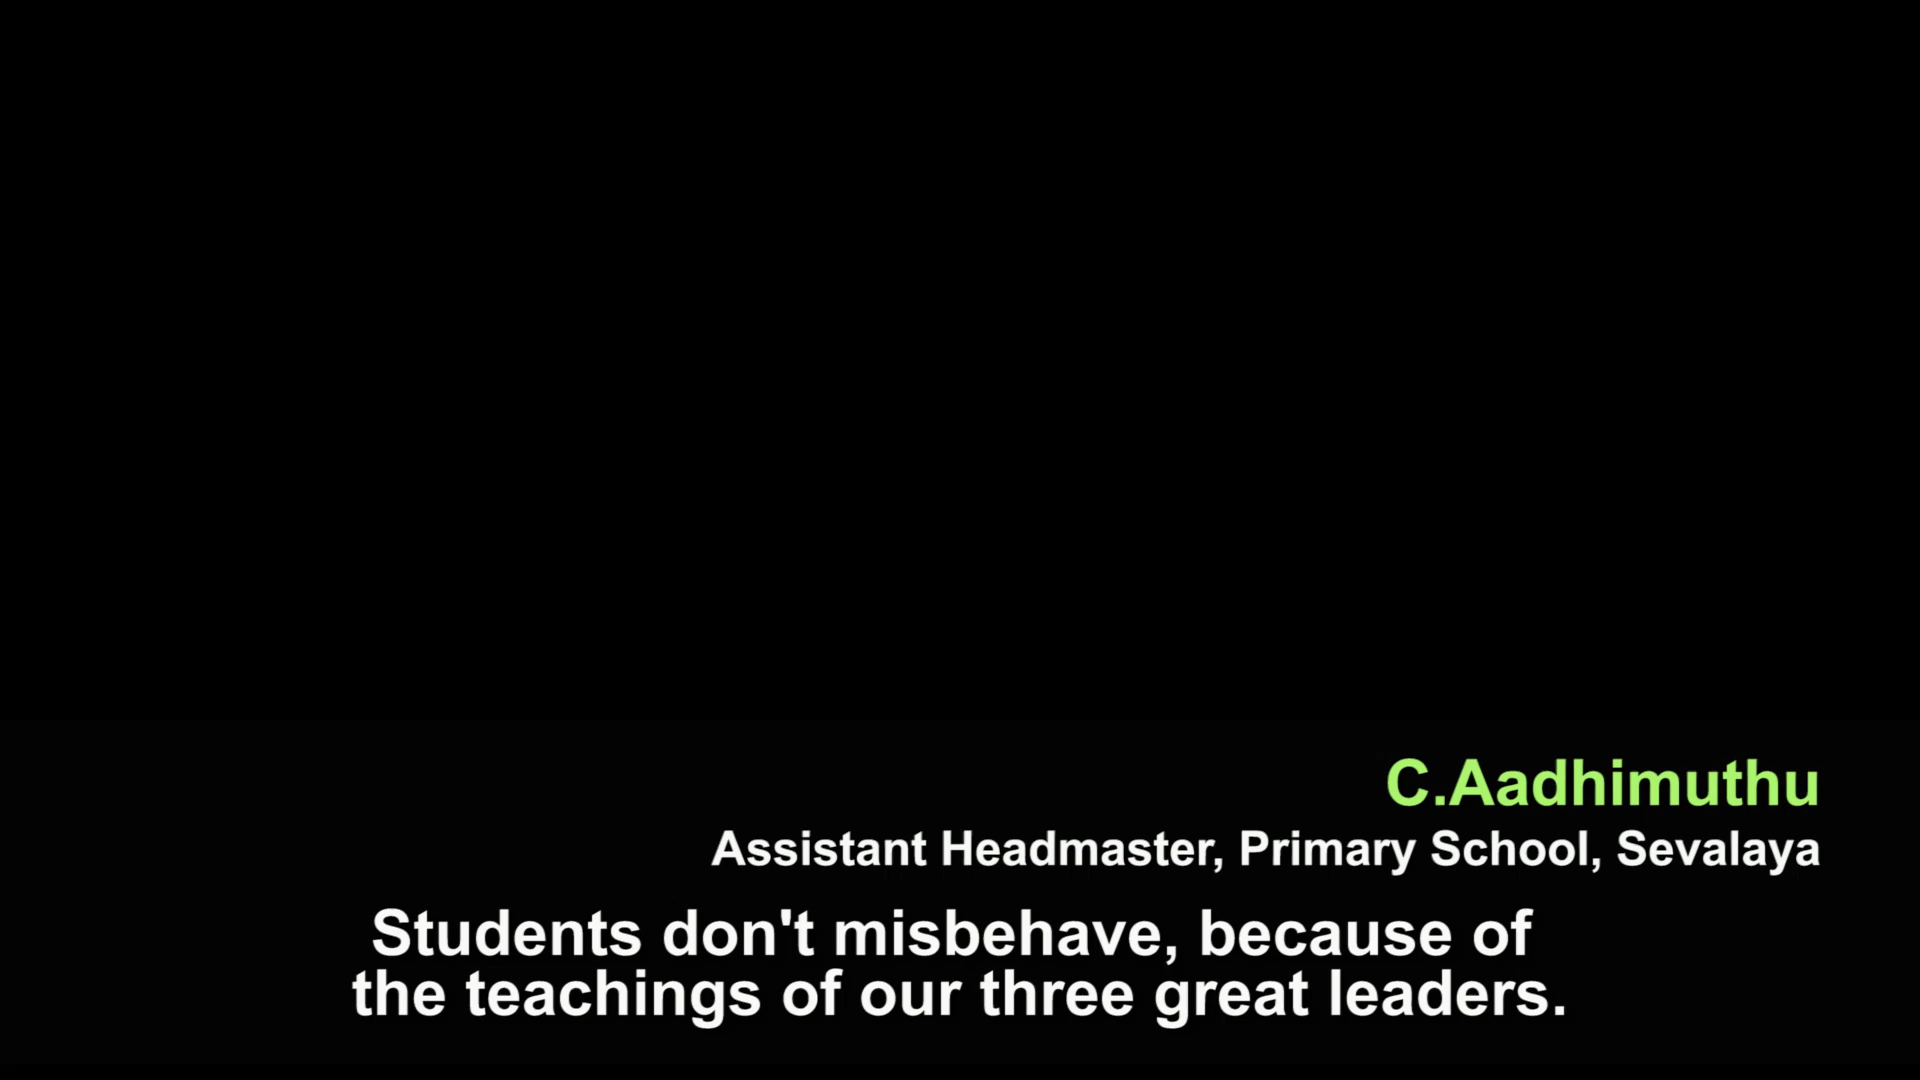 C.Aadhimuthu
Assistant Headmaster, Primary School, Sevalaya
Students don't misbehave, because of
the teachings of our three great leaders.